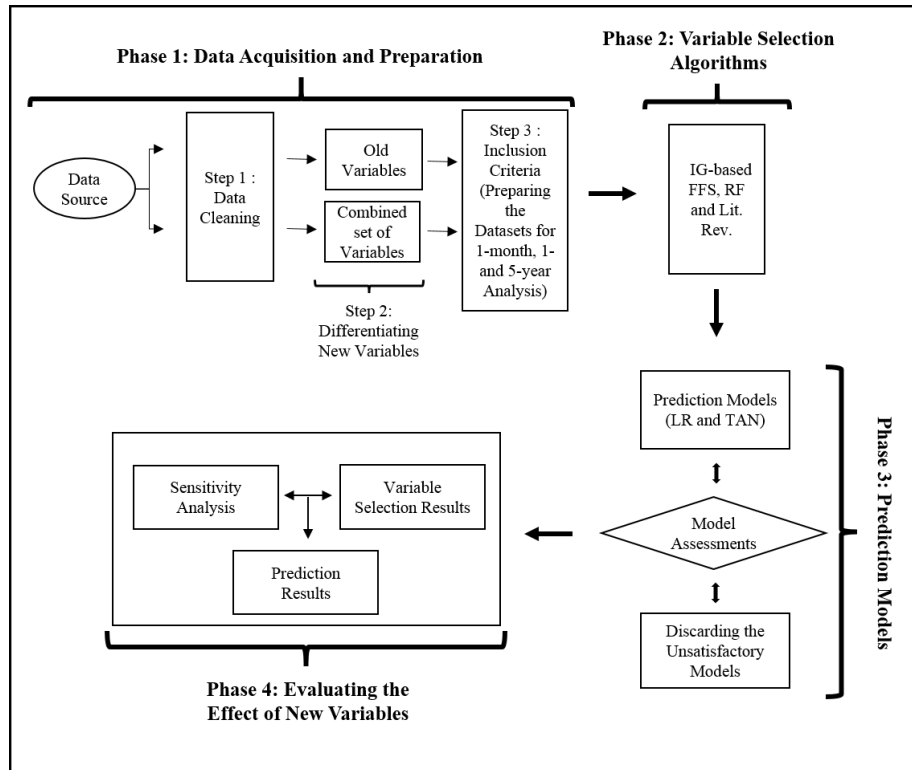 Phase 1: Data Acquisition and Preparation
Data
Source
Step 1 :
Data
Cleaning
Old
Variables
Combined
set of
Variables
Step 2:
Differentiating
New Variables
Step 3 :
Inclusion
Criteria
(Preparing
the
Datasets for
1-month, 1-
and 5-year
Analysis)
Phase 2: Variable Selection
Algorithms
IG-based
FFS, RF
and Lit.
Rev.
Prediction Models
(LR and TAN)
Model
Assessments
Discarding the
Unsatisfactory
Models
Phase 3: Prediction Models
Sensitivity
Analysis
Variable
Selection Results
Prediction
Results
Phase 4: Evaluating the
Effect of New Variables